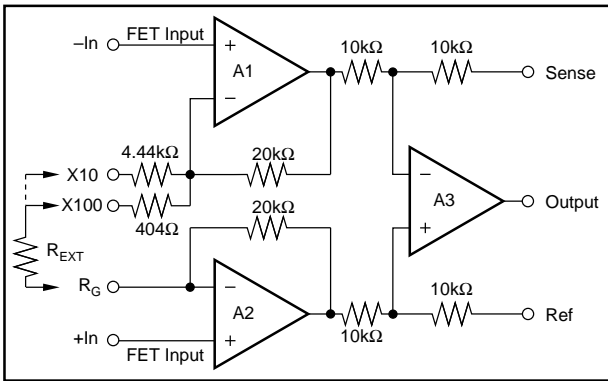 –In
FET Input
+
A1
–
10kΩ
10kΩ
Sense
4.44kΩ
20kΩ
X10
X100
404Ω
20kΩ
–
A3
+
Output
R_EXT
R_G
–
A2
+
10kΩ
10kΩ
Ref
+In
FET Input